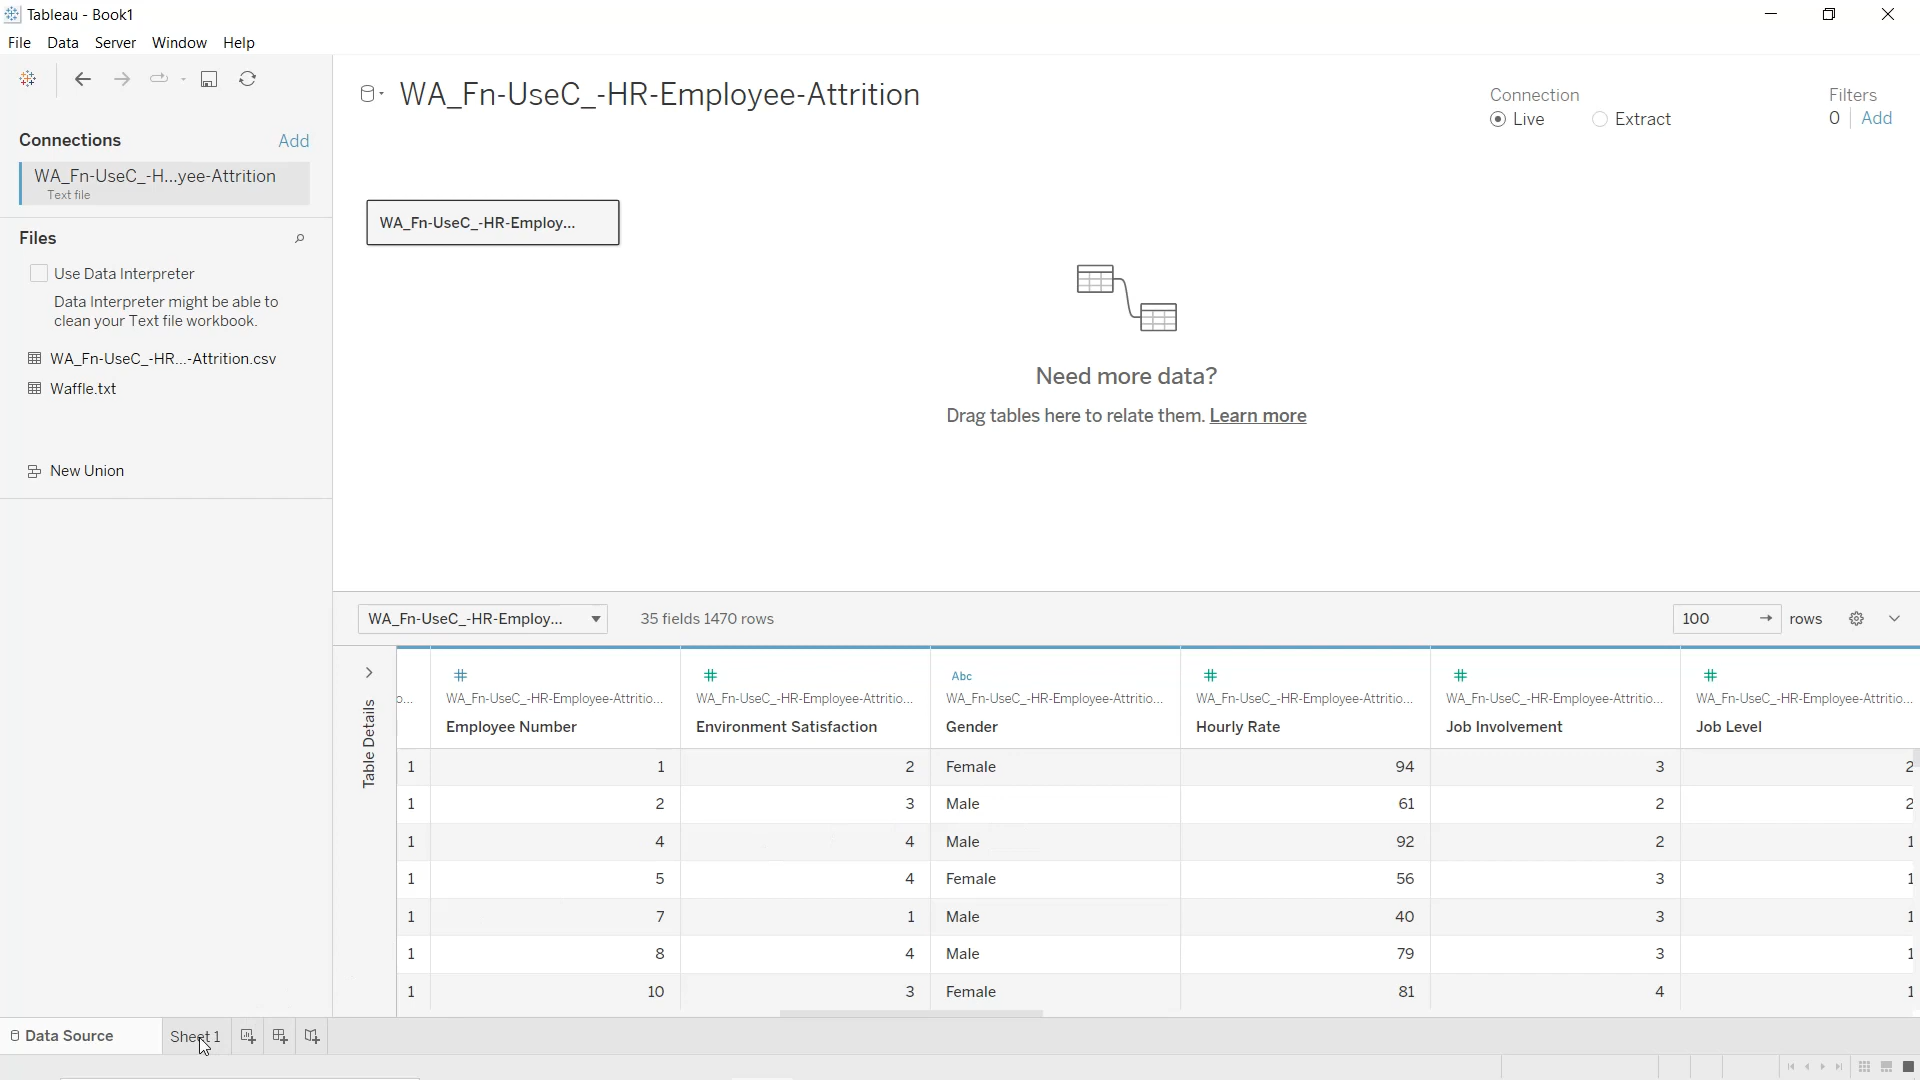 Tableau - Book1
File Data Server Window Help
WA_Fn-UseC_-HR-Employee-Attrition
Connection
Live Extract
Filters
0 Add
Connections Add
WA_Fn-UseC_-H...yee-Attrition
Text file
Files
Use Data Interpreter
Data Interpreter might be able to
clean your Text file workbook.
WA_Fn-UseC_-HR...-Attrition.csv
Waffle.txt
New Union
WA_Fn-UseC_-HR-Employ...
Need more data?
Drag tables here to relate them. Learn more
WA_Fn-UseC_-HR-Employ... 35 fields 1470 rows 100 rows
Table Details
# # Abc # # #
o... WA_Fn-UseC_-HR-Employee-Attritio... WA_Fn-UseC_-HR-Employee-Attritio... WA_Fn-UseC_-HR-Employee-Attritio... WA_Fn-UseC_-HR-Employee-Attritio... WA_Fn-UseC_-HR-Employee-Attritio... WA_Fn-UseC_-HR-Employee-Attritio...
Employee Number Environment Satisfaction Gender Hourly Rate Job Involvement Job Level
1 1 2 Female 94 3 2
1 2 3 Male 61 2 2
1 4 4 Male 92 2 1
1 5 4 Female 56 3 1
1 7 1 Male 40 3 1
1 8 4 Male 79 3 1
1 10 3 Female 81 4 1
Data Source Sheet 1